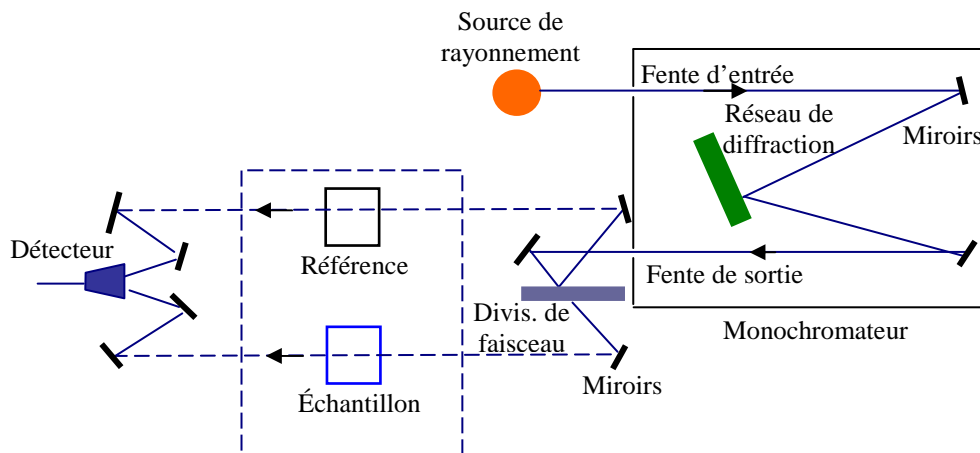 Source de
rayonnement
Fente d’entrée
Réseau de
diffraction
Miroirs
Détecteur
Référence
Fente de sortie
Divis. de
faisceau
Monochromateur
Miroirs
Échantillon